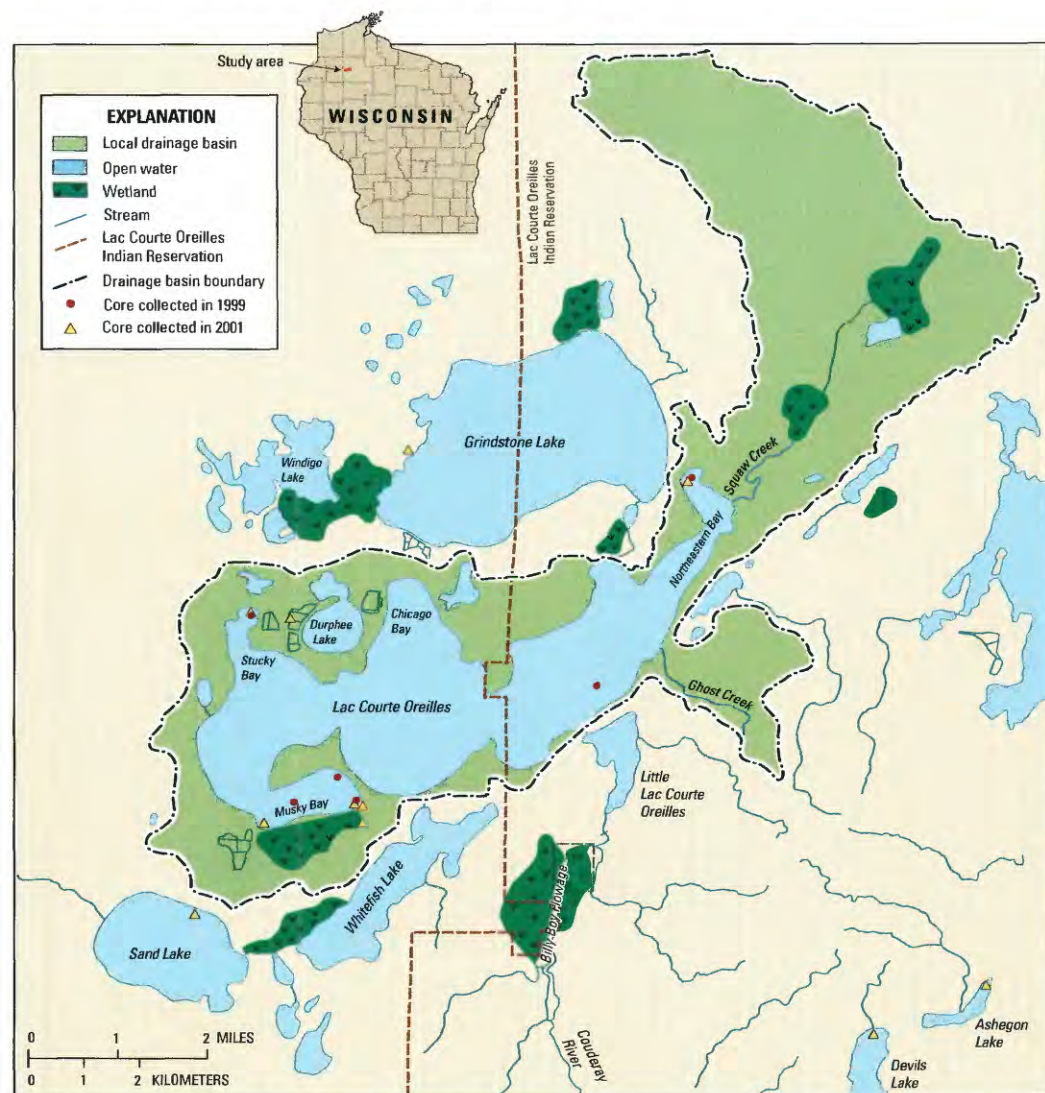 Study area
WISCONSIN
EXPLANATION
Local drainage basin
Open water
Wetland
Stream
Lac Courte Oreilles
Indian Reservation
Drainage basin boundary
Core collected in 1999
Core collected in 2001
Lac Courte Oreilles
Indian Reservation
Grindstone Lake
Windigo
Lake
Squaw Creek
Northeastern Bay
Durphee
Lake
Chicago
Bay
Stucky
Bay
Lac Courte Oreilles
Ghost Creek
Musky Bay
Little
Lac Courte
Oreilles
Whitefish Lake
Billy Boy Flowage
Sand Lake
Couderay
River
Ashegon
Lake
Devils
Lake
0 1 2 MILES
0 1 2 KILOMETERS